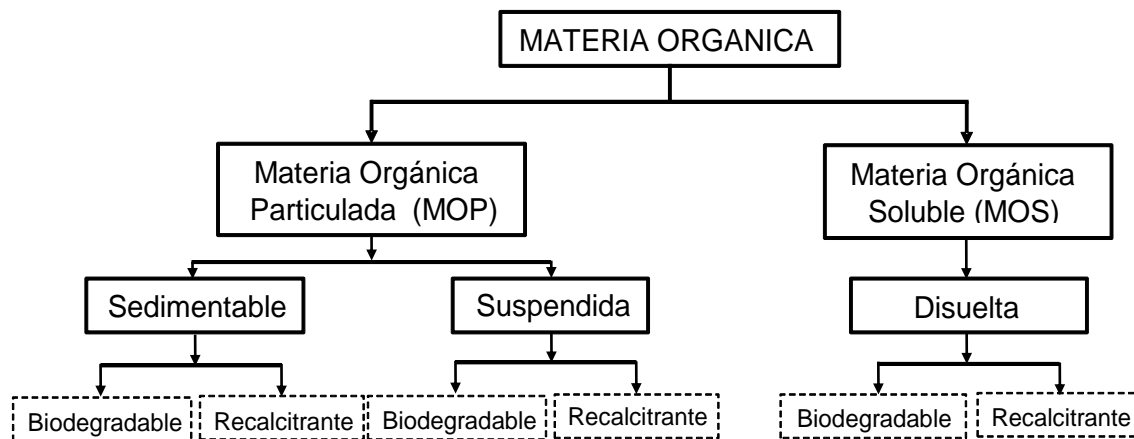 MATERIA ORGANICA
Materia Orgánica
Particulada (MOP)
Materia Orgánica
Soluble (MOS)
Sedimentable
Suspendida
Disuelta
Biodegradable
Recalcitrante
Biodegradable
Recalcitrante
Biodegradable
Recalcitrante